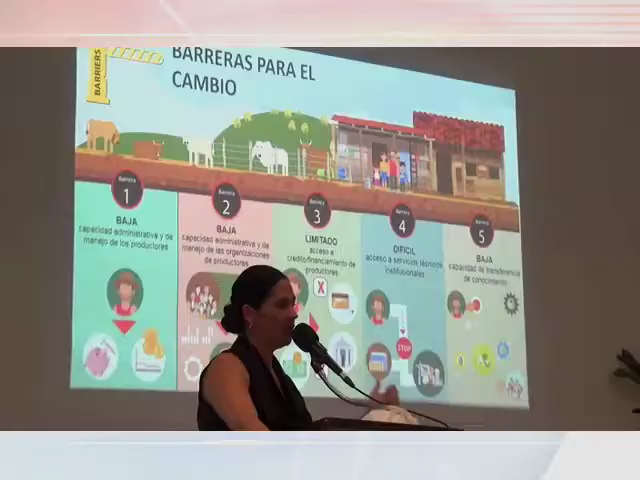 BARRIERS
BARRERAS PARA EL
CAMBIO
Barrera
1
BAJA
capacidad administrativa y de
manejo de los productores
Barrera
2
BAJA
capacidad administrativa y de
manejo de las organizaciones
de productores
Barrera
3
LIMITADO
acceso a
crédito/financiamiento de
productores
X
Barrera
4
DIFICIL
acceso a servicios técnicos
institucionales
STOP
Barrera
5
BAJA
capacidad de transferencia
de conocimiento